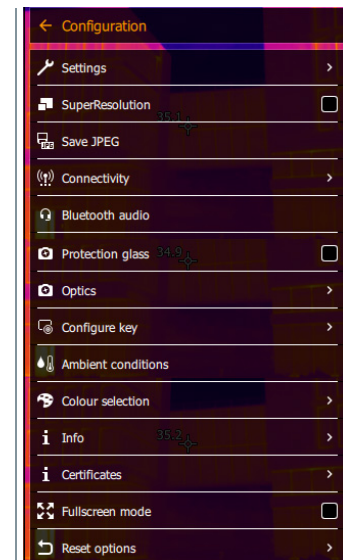 Configuration
Settings
SuperResolution
35.1
Save JPEG
Connectivity
Bluetooth audio
Protection glass
34.9
Optics
Configure key
Ambient conditions
Colour selection
Info
35.2
Certificates
Fullscreen mode
Reset options